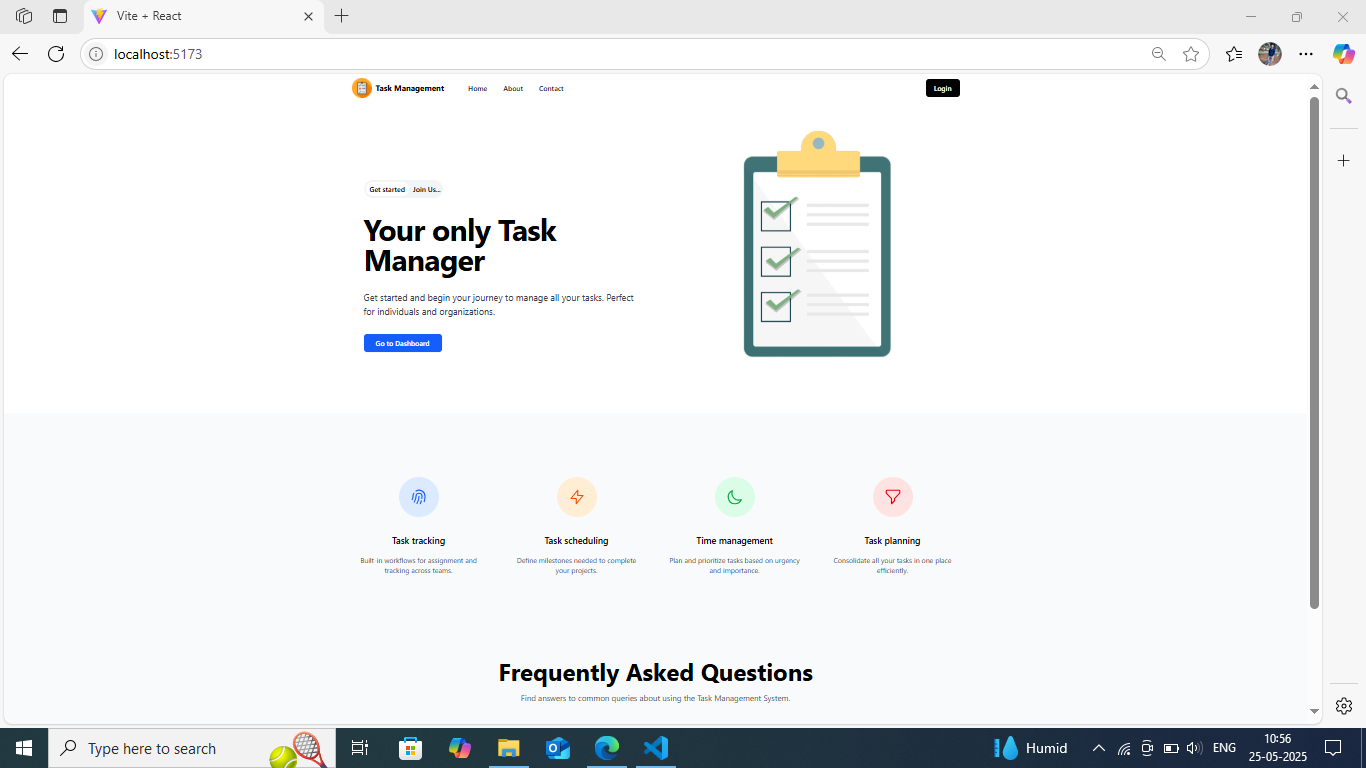 Vite + React
localhost:5173
Task Management
Home
About
Contact
Login
Get started
Join Us...
Your only Task
Manager
Get started and begin your journey to manage all your tasks. Perfect
for individuals and organizations.
Go to Dashboard
Task tracking
Built-in workflows for assignment and
tracking across teams.
Task scheduling
Define milestones needed to complete
your projects.
Time management
Plan and prioritize tasks based on urgency
and importance.
Task planning
Consolidate all your tasks in one place
efficiently.
Frequently Asked Questions
Find answers to common queries about using the Task Management System.
Type here to search
Humid
ENG
10:56
25-05-2025